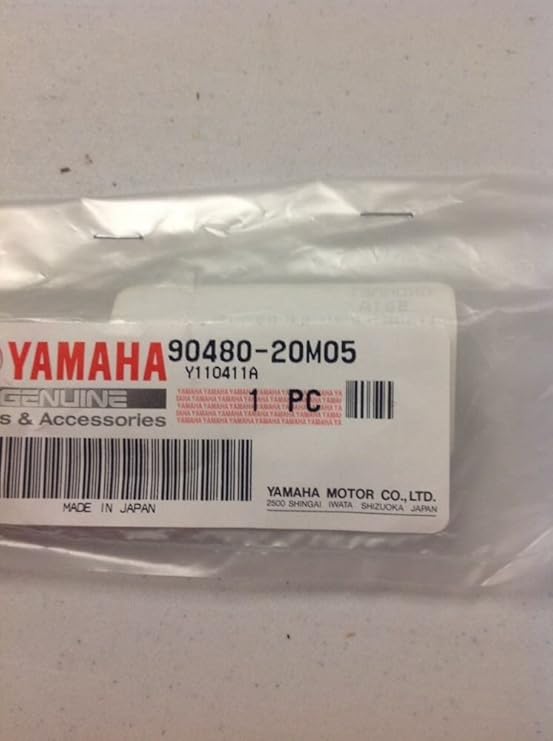 YAMAHA 90480-20M05
Y110411A
GENUINE 1 PC
s & Accessories
MADE IN JAPAN
YAMAHA MOTOR CO.,LTD.
2500 SHINGAI IWATA SHIZUOKA JAPAN